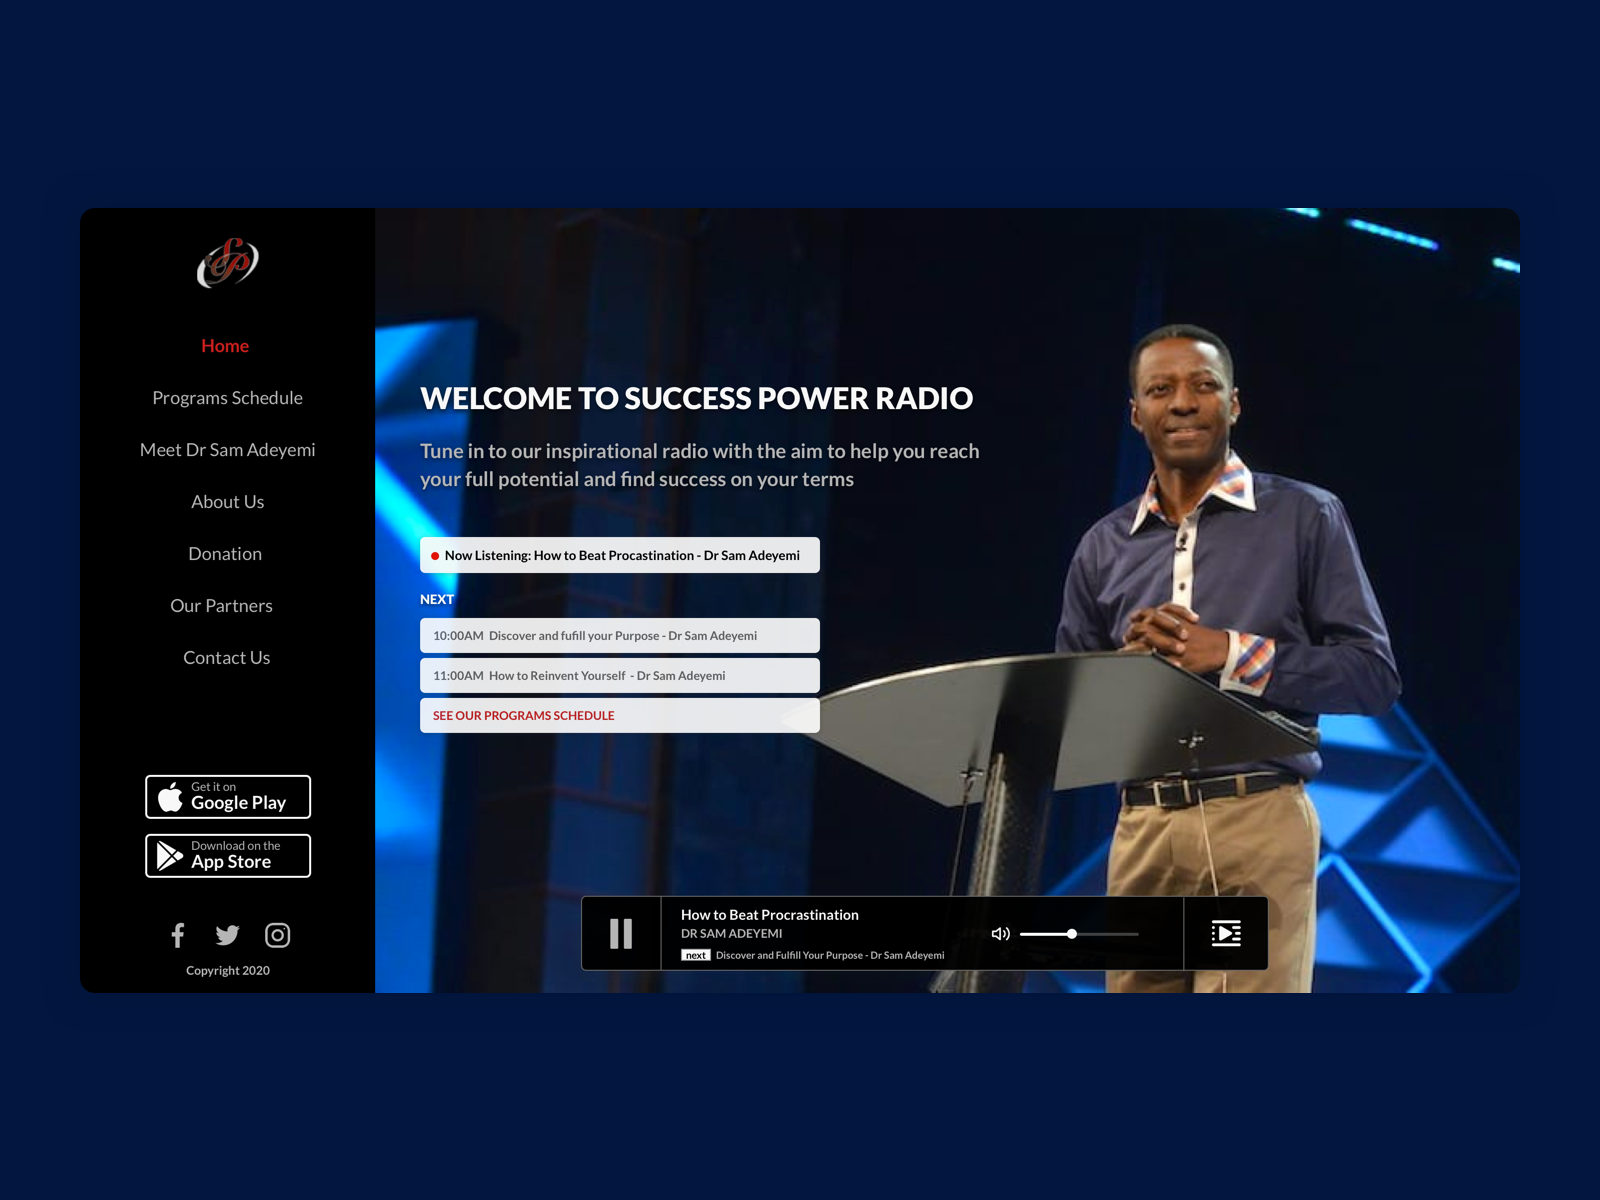 Home
Programs Schedule
Meet Dr Sam Adeyemi
About Us
Donation
Our Partners
Contact Us
Get it on
Google Play
Download on the
App Store
Copyright 2020
WELCOME TO SUCCESS POWER RADIO
Tune in to our inspirational radio with the aim to help you reach
your full potential and find success on your terms
Now Listening: How to Beat Procastination - Dr Sam Adeyemi
NEXT
10:00AM Discover and fufill your Purpose - Dr Sam Adeyemi
11:00AM How to Reinvent Yourself - Dr Sam Adeyemi
SEE OUR PROGRAMS SCHEDULE
How to Beat Procrastination
DR SAM ADEYEMI
next Discover and Fulfill Your Purpose - Dr Sam Adeyemi